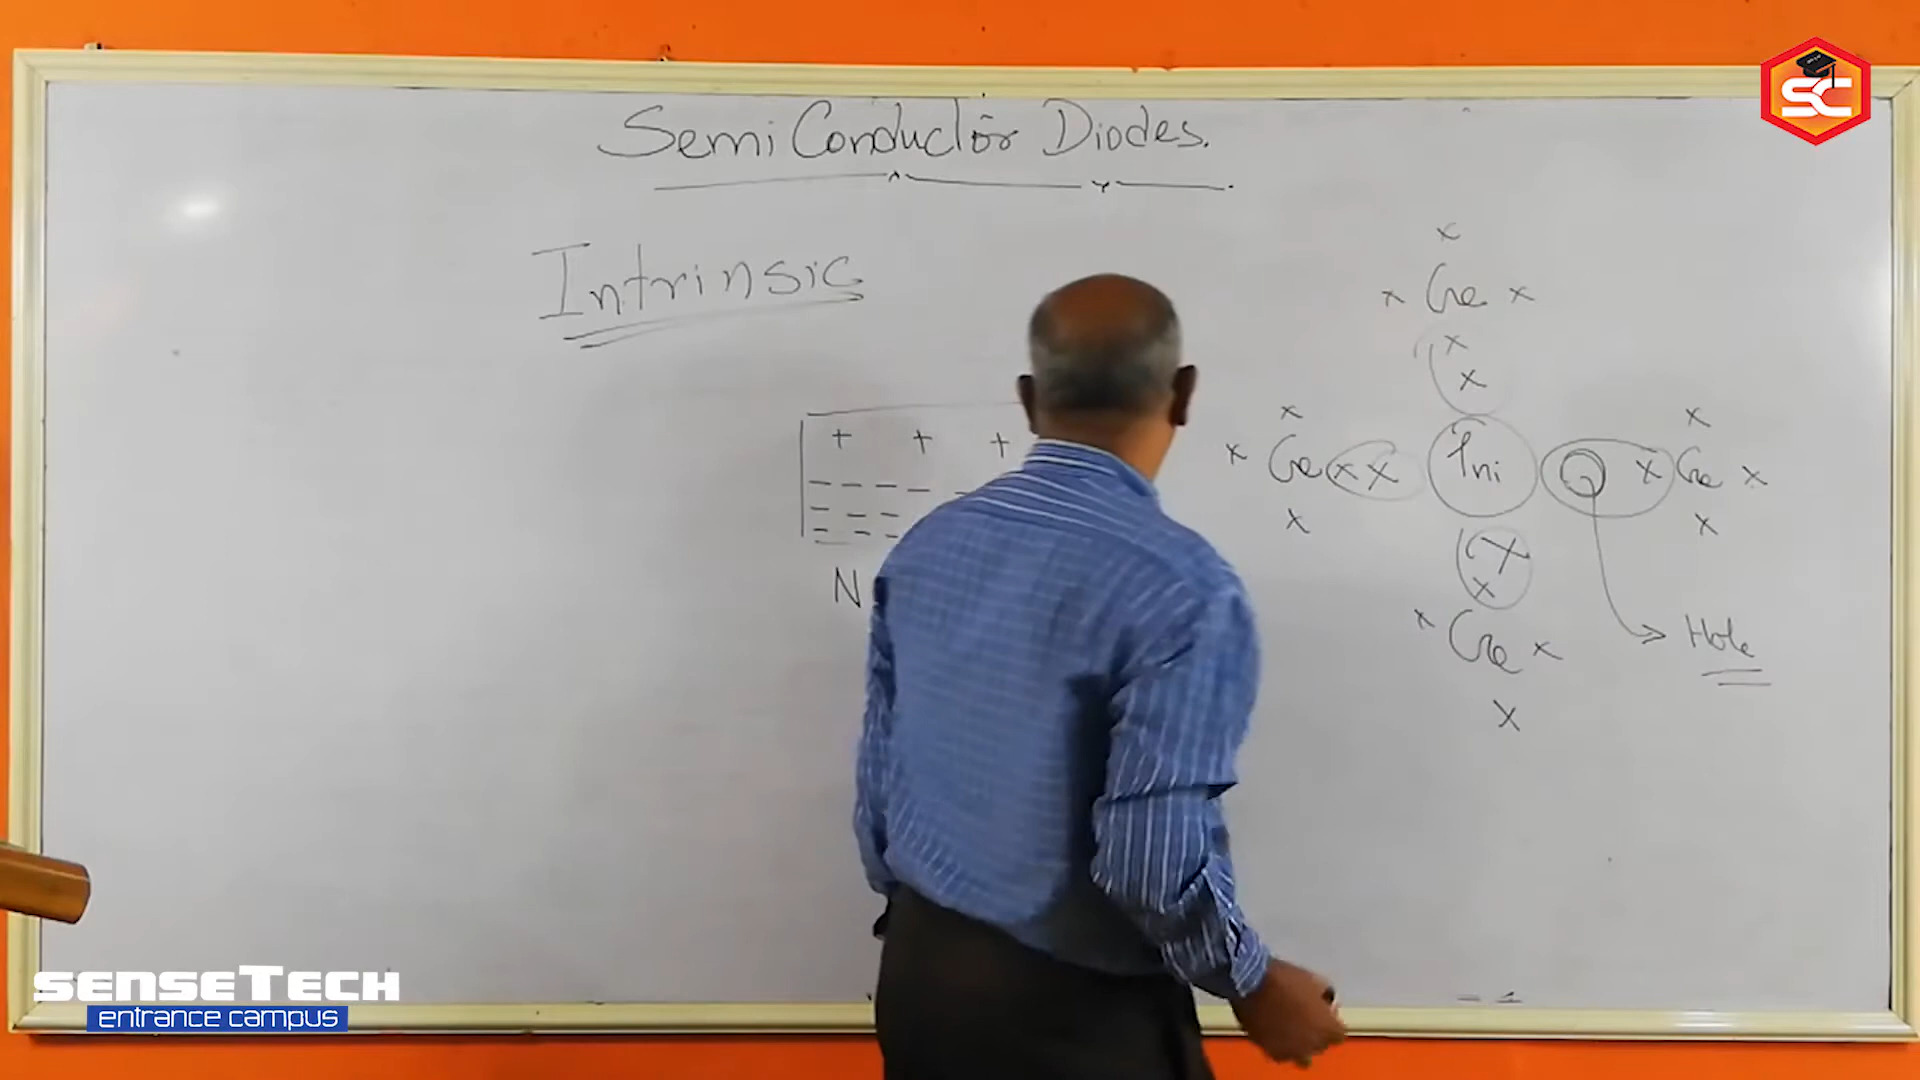 SC
Semi Conductor Diodes.
Intrinsic
x
x Ge x
x
x
+ + +
x
x
x Ge x x
Ini
x Ge x
x
x
N
x
x
x Ge x
x
Hole
SENSETECH
entrance campus